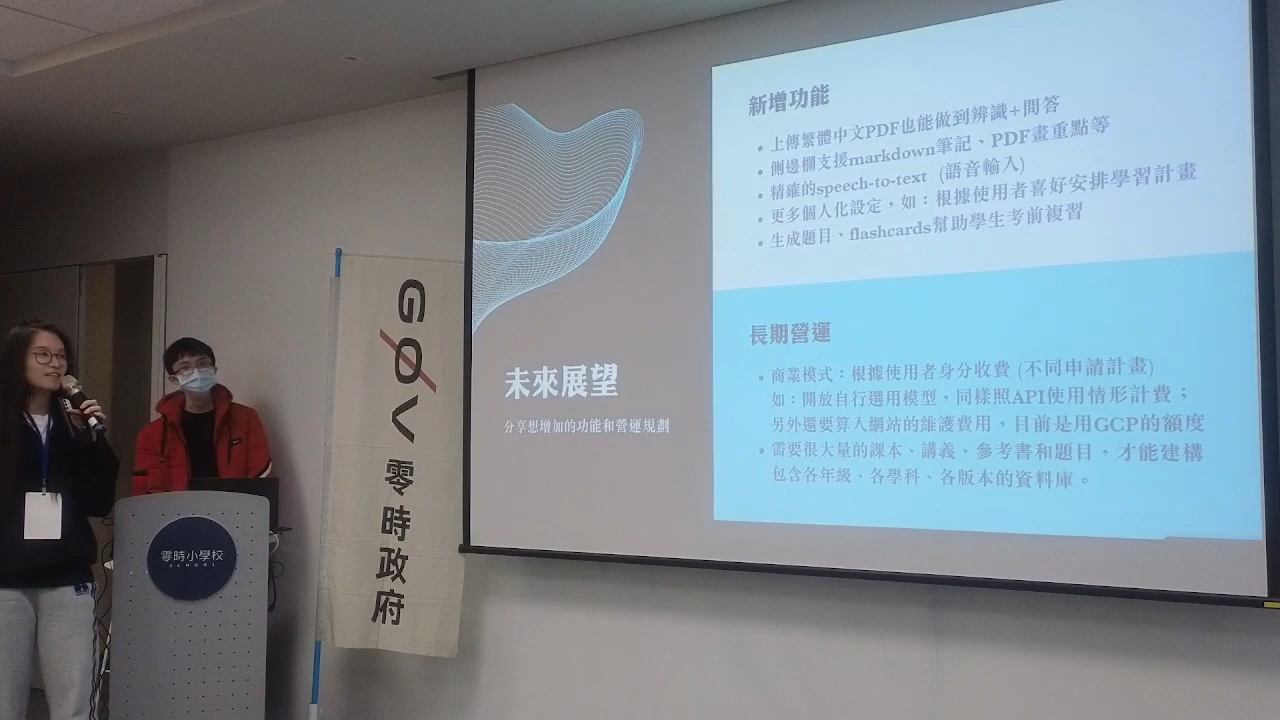 新增功能
• 上傳繁體中文PDF也能做到辨識+問答
• 側邊欄支援markdown筆記、PDF畫重點等
• 精確的speech-to-text (語音輸入)
• 更多個人化設定，如：根據使用者喜好安排學習計畫
• 生成題目、flashcards幫助學生考前複習
未來展望
分享想增加的功能和營運規劃
長期營運
• 商業模式：根據使用者身分收費 (不同申請計畫)
如：開放自行選用模型，同樣照API使用情形計費；
另外還要算入網站的維護費用，目前是用GCP的額度
• 需要很大量的課本、講義、參考書和題目，才能建構
包含各年級、各學科、各版本的資料庫。
G0V 零時政府
零時小學校
SCHOOL